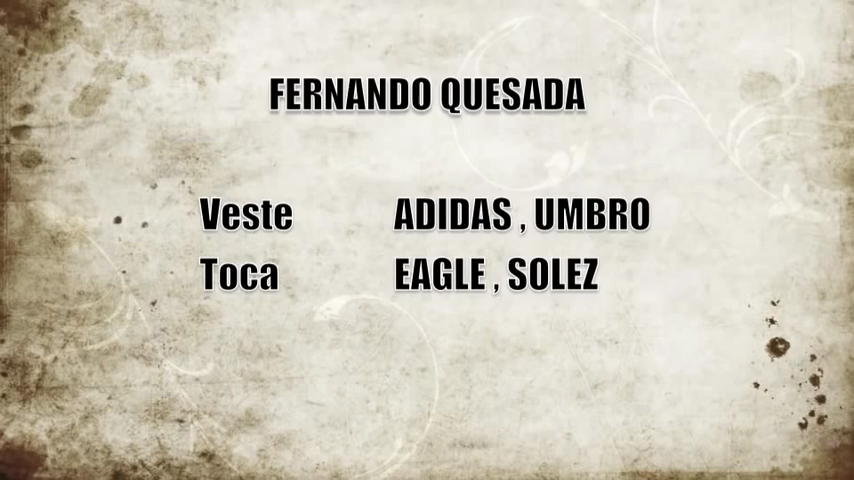 FERNANDO QUESADA
Veste ADIDAS , UMBRO
Toca EAGLE , SOLEZ